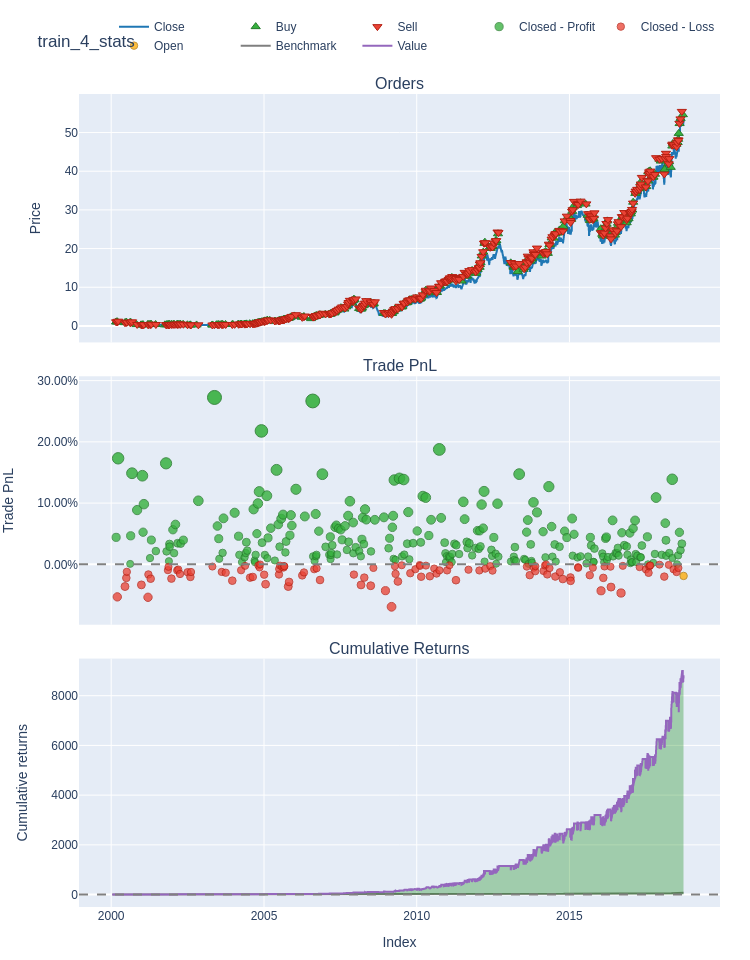 train_4_stats
Close
Buy
Sell
Closed - Profit
Closed - Loss
Open
Benchmark
Value
Orders
Price
50
40
30
20
10
0
Trade PnL
Trade PnL
30.00%
20.00%
10.00%
0.00%
Cumulative Returns
Cumulative returns
8000
6000
4000
2000
0
2000
2005
2010
2015
Index